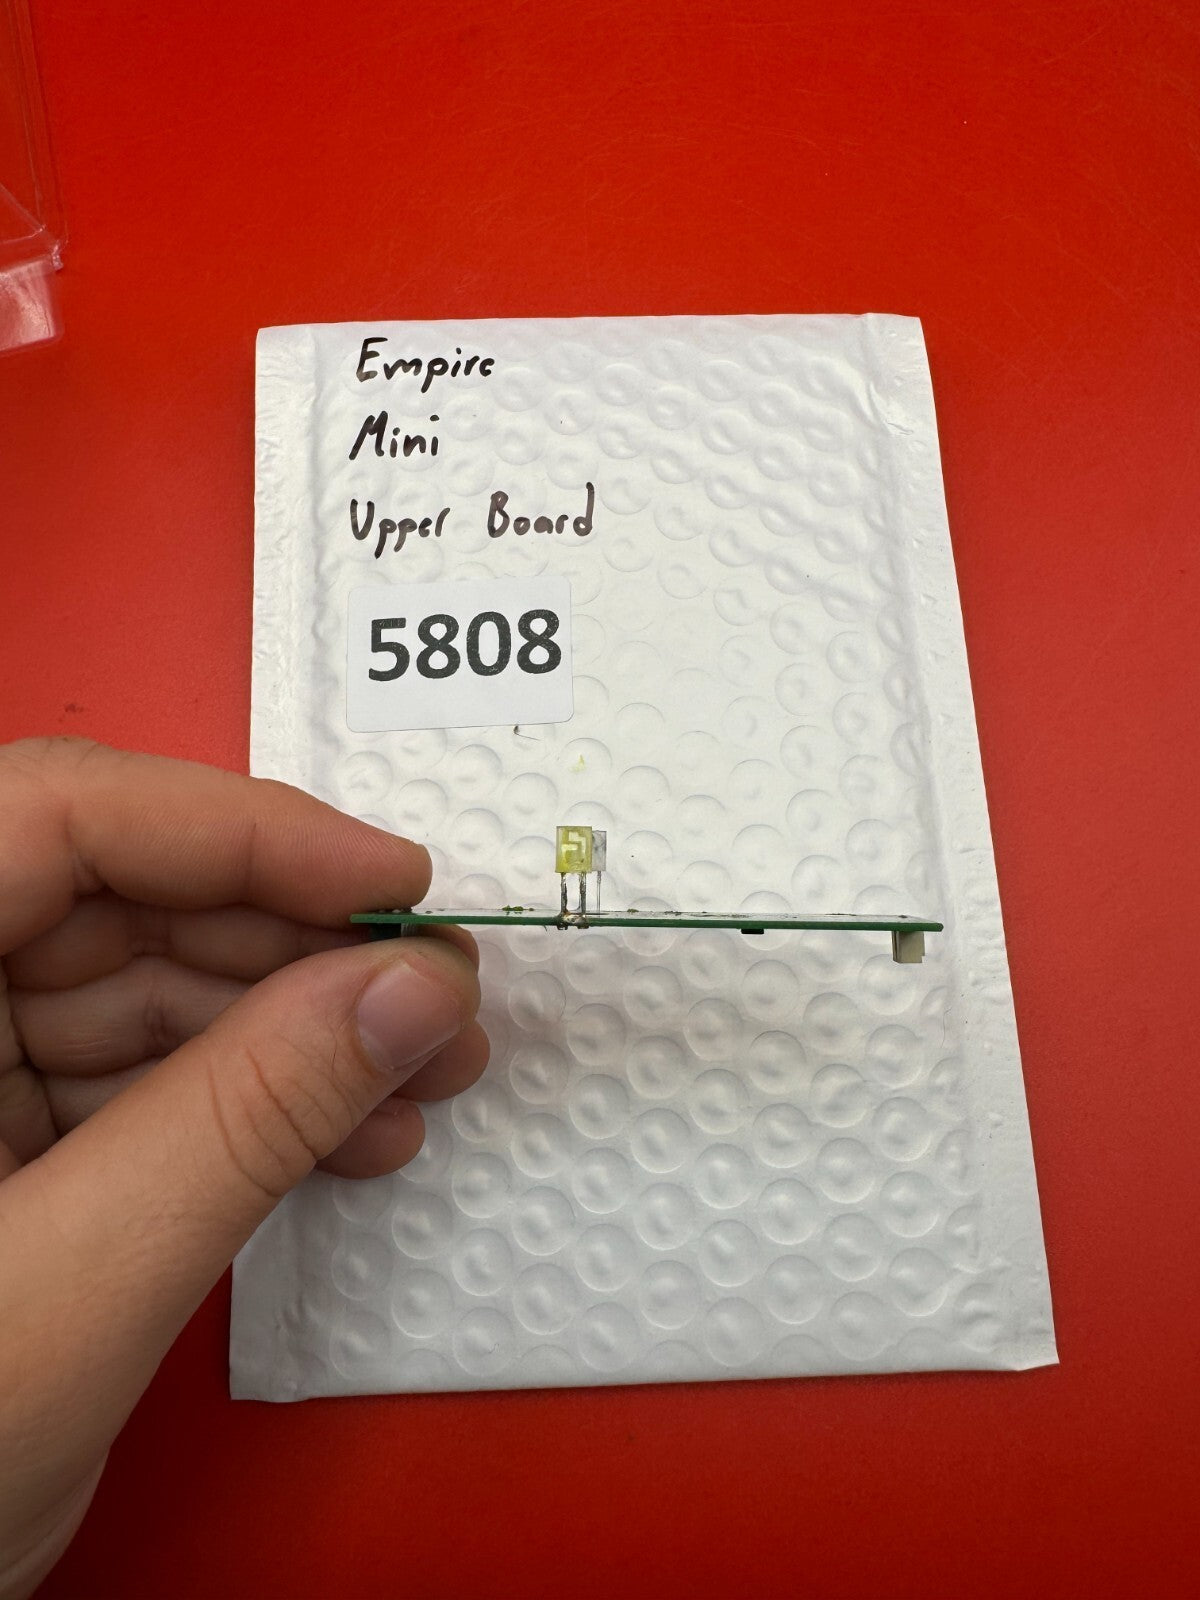 Empire
Mini
Upper Board
5808